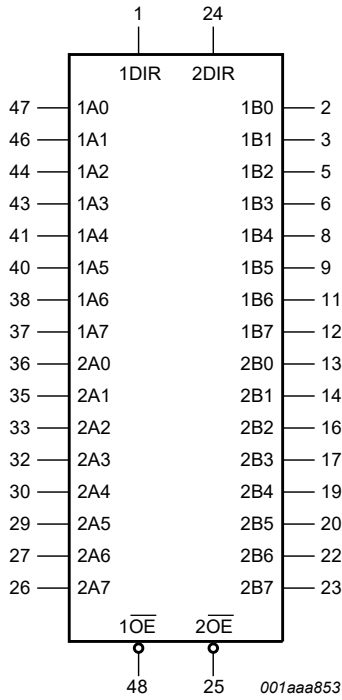 1 24
1DIR 2DIR
47 1A0 1B0 2
46 1A1 1B1 3
44 1A2 1B2 5
43 1A3 1B3 6
41 1A4 1B4 8
40 1A5 1B5 9
38 1A6 1B6 11
37 1A7 1B7 12
36 2A0 2B0 13
35 2A1 2B1 14
33 2A2 2B2 16
32 2A3 2B3 17
30 2A4 2B4 19
29 2A5 2B5 20
27 2A6 2B6 22
26 2A7 2B7 23
1O̅E̅ 2O̅E̅
48 25 001aaa853